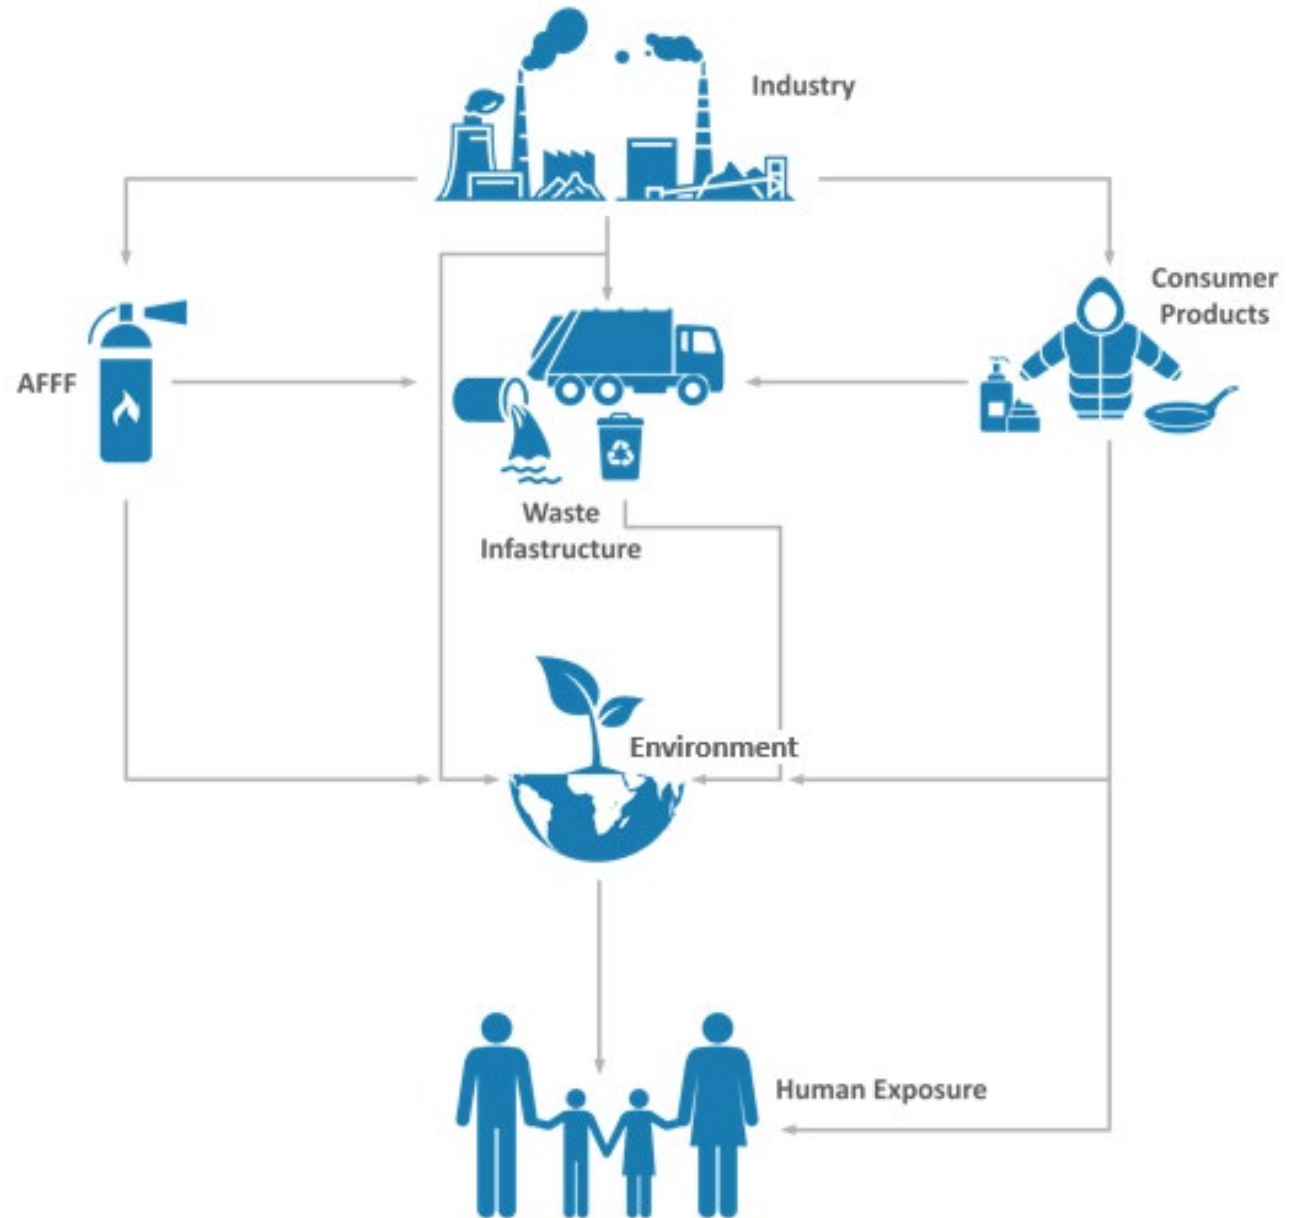 Industry
Consumer
Products
AFFF
Waste
Infastructure
Environment
Human Exposure